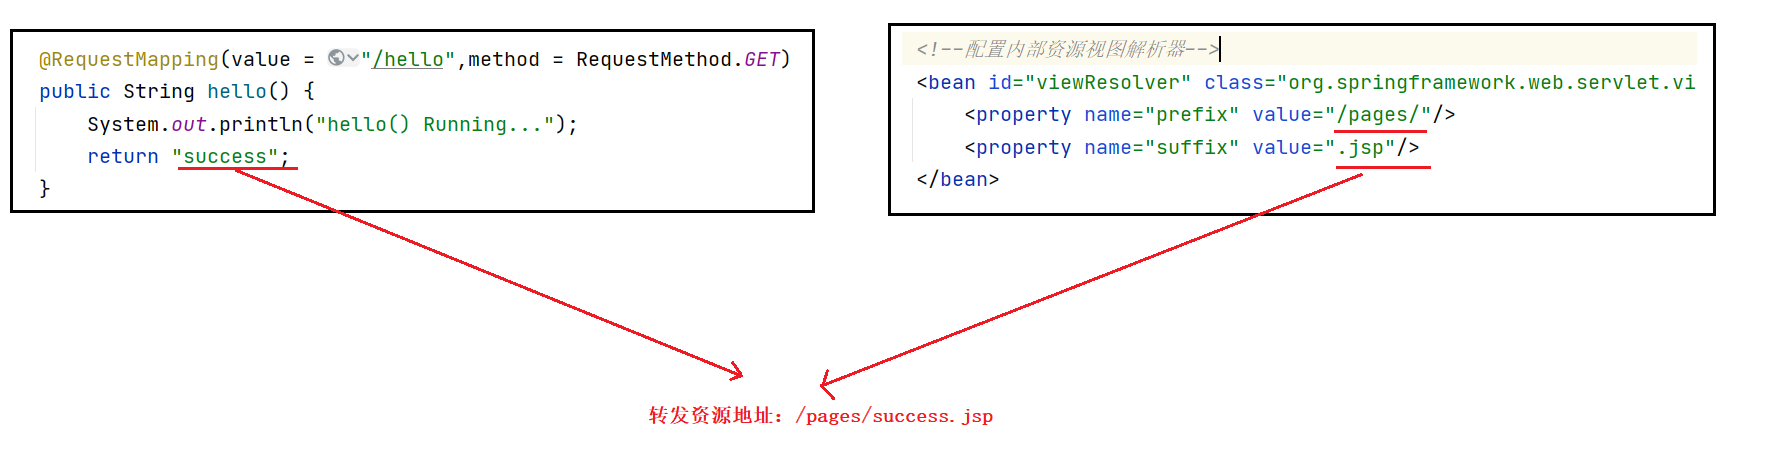 @RequestMapping(value = "/hello",method = RequestMethod.GET)
public String hello() {
System.out.println("hello() Running...");
return "success";
}
<!--配置内部资源视图解析器-->
<bean id="viewResolver" class="org.springframework.web.servlet.vi
<property name="prefix" value="/pages/"/>
<property name="suffix" value=".jsp"/>
</bean>
转发资源地址：/pages/success.jsp